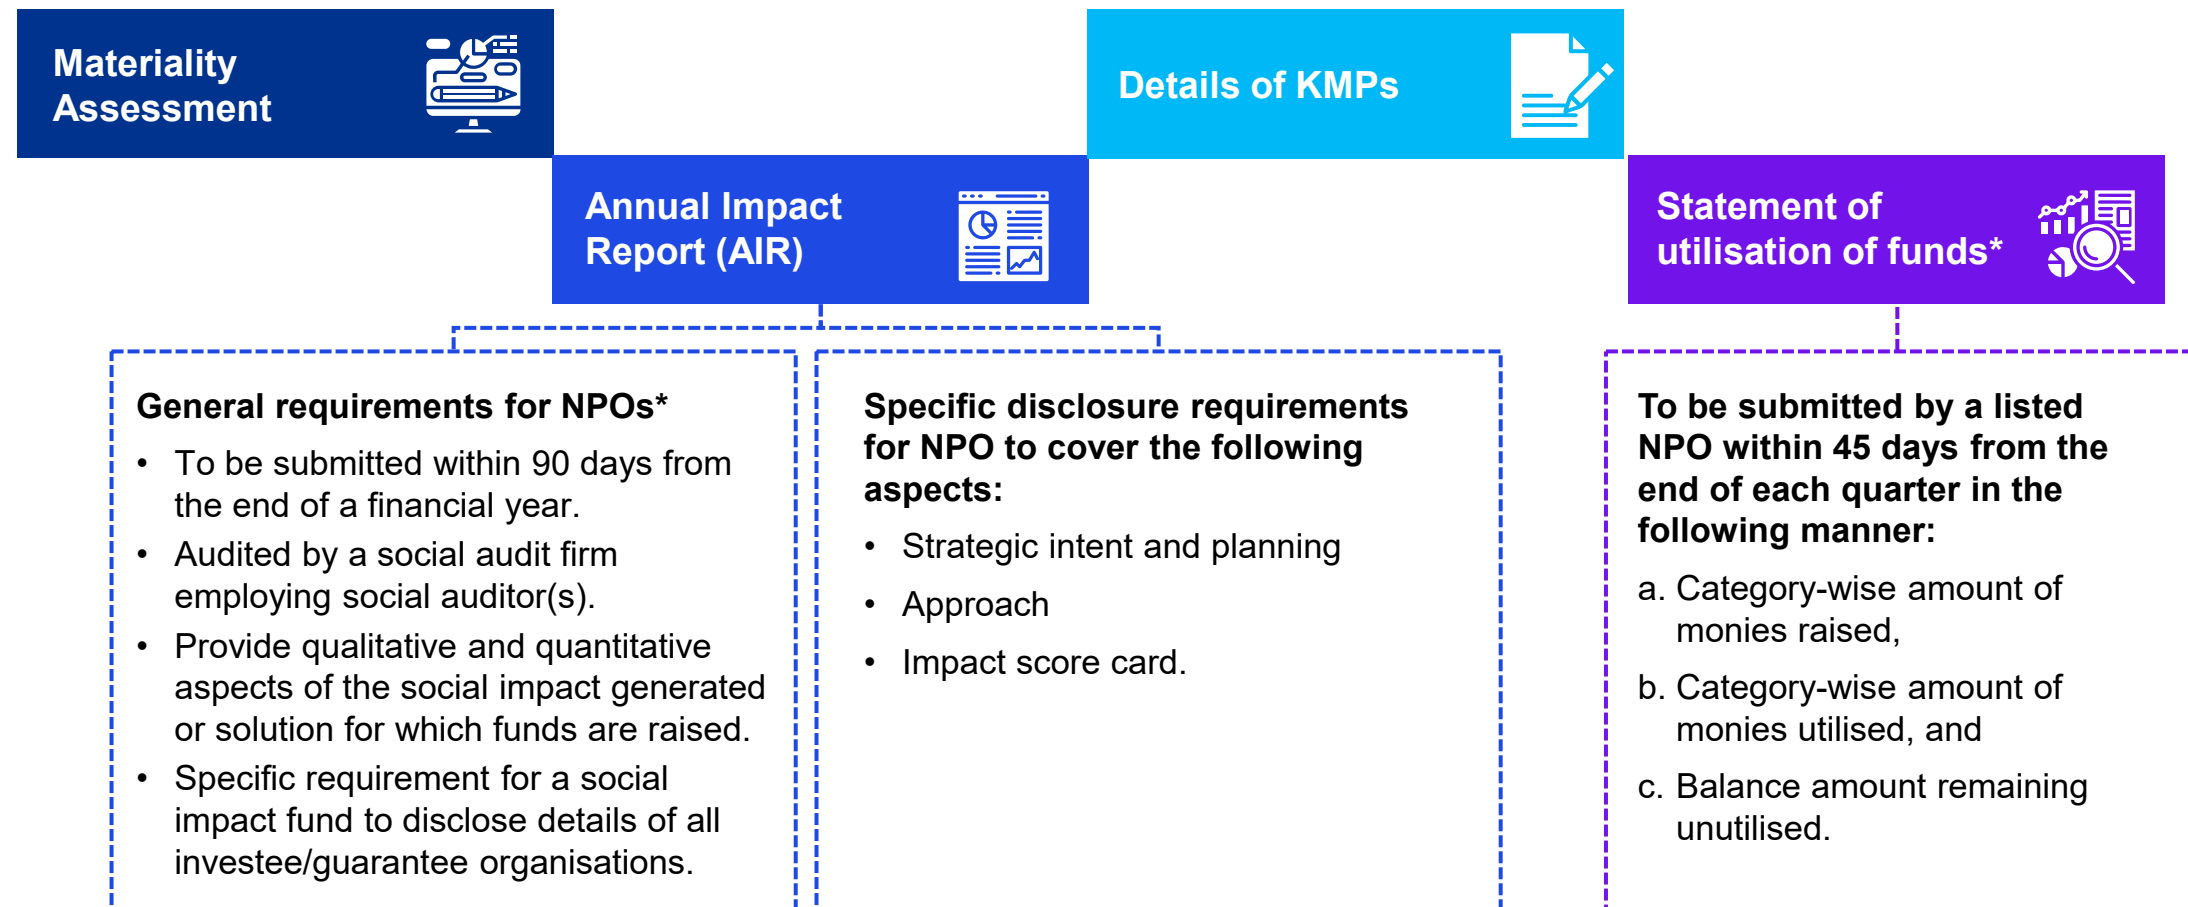 Materiality
Assessment
Details of KMPs
Annual Impact
Report (AIR)
Statement of
utilisation of funds*
General requirements for NPOs*
• To be submitted within 90 days from
the end of a financial year.
• Audited by a social audit firm
employing social auditor(s).
• Provide qualitative and quantitative
aspects of the social impact generated
or solution for which funds are raised.
• Specific requirement for a social
impact fund to disclose details of all
investee/guarantee organisations.
Specific disclosure requirements
for NPO to cover the following
aspects:
• Strategic intent and planning
• Approach
• Impact score card.
To be submitted by a listed
NPO within 45 days from the
end of each quarter in the
following manner:
a. Category-wise amount of
monies raised,
b. Category-wise amount of
monies utilised, and
c. Balance amount remaining
unutilised.